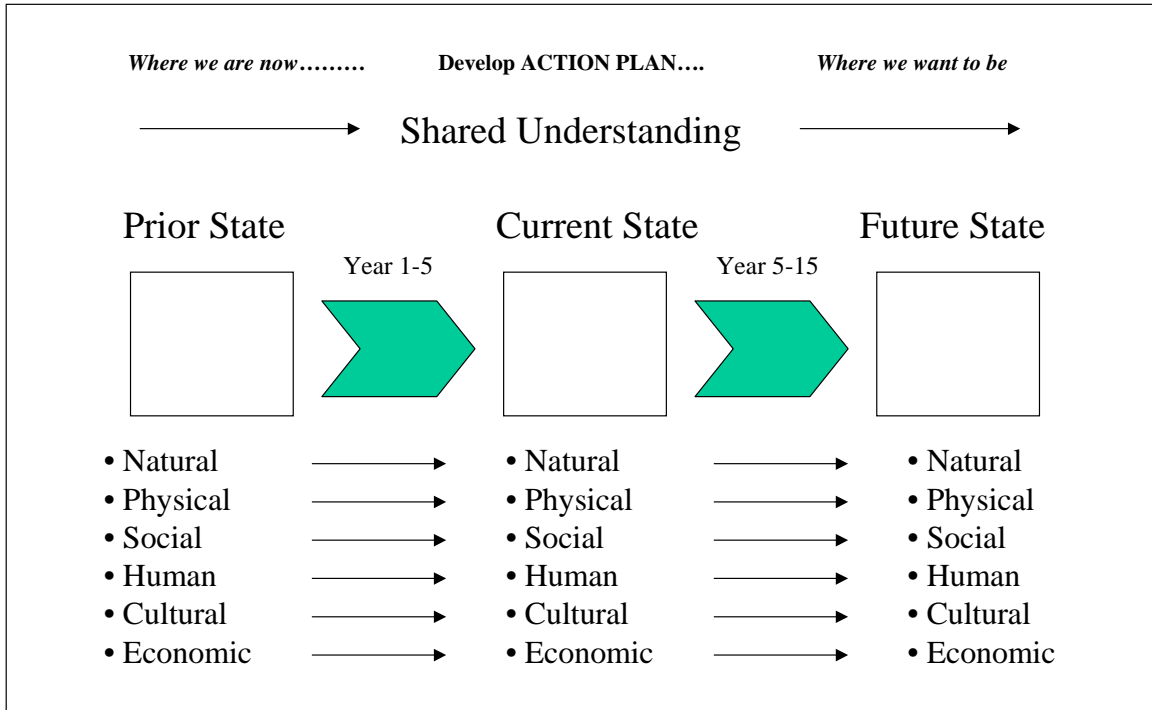 Where we are now……… Develop ACTION PLAN…. Where we want to be
Shared Understanding
Prior State Current State Future State
Year 1-5 Year 5-15
• Natural • Natural • Natural
• Physical • Physical • Physical
• Social • Social • Social
• Human • Human • Human
• Cultural • Cultural • Cultural
• Economic • Economic • Economic